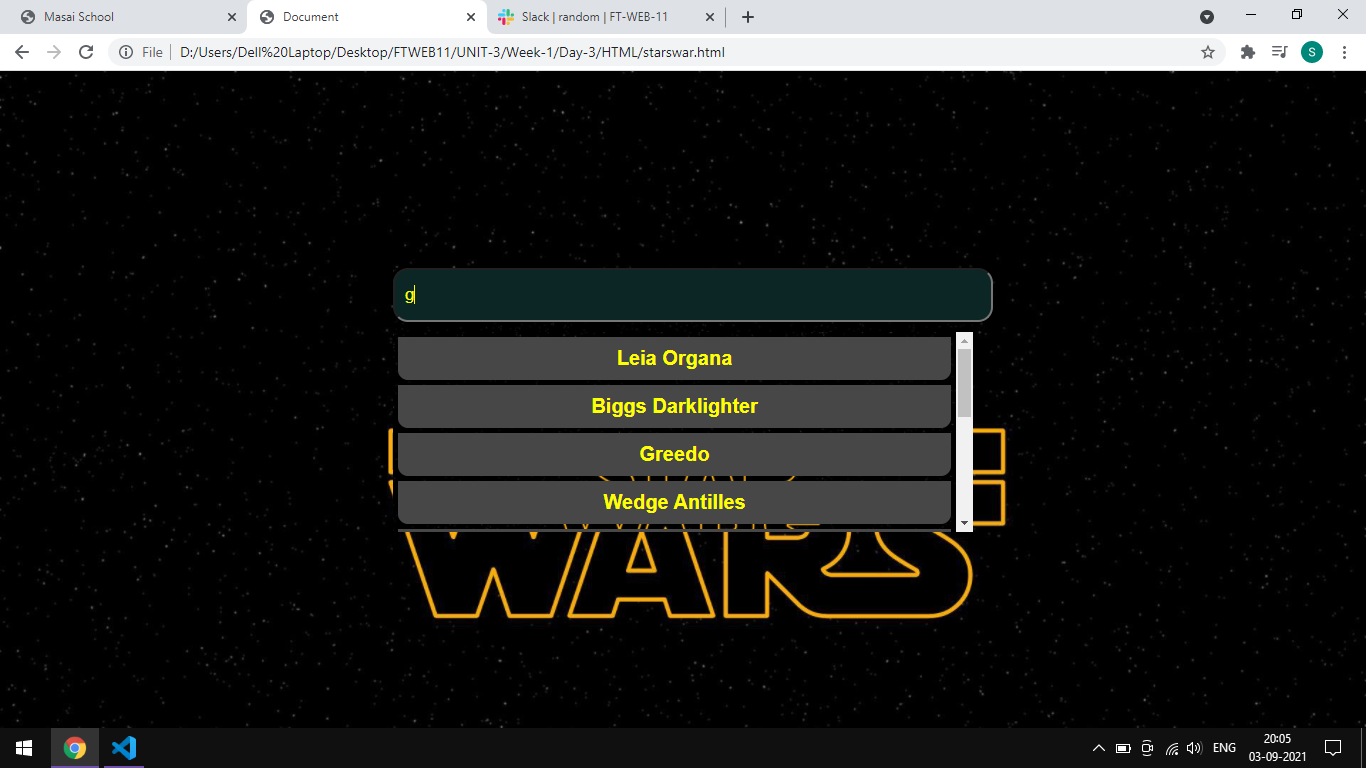 Masai School
Document
Slack | random | FT-WEB-11
File
D:/Users/Dell%20Laptop/Desktop/FTWEB11/UNIT-3/Week-1/Day-3/HTML/starswar.html
S
g
Leia Organa
Biggs Darklighter
Greedo
Wedge Antilles
WARS
ENG
20:05
03-09-2021